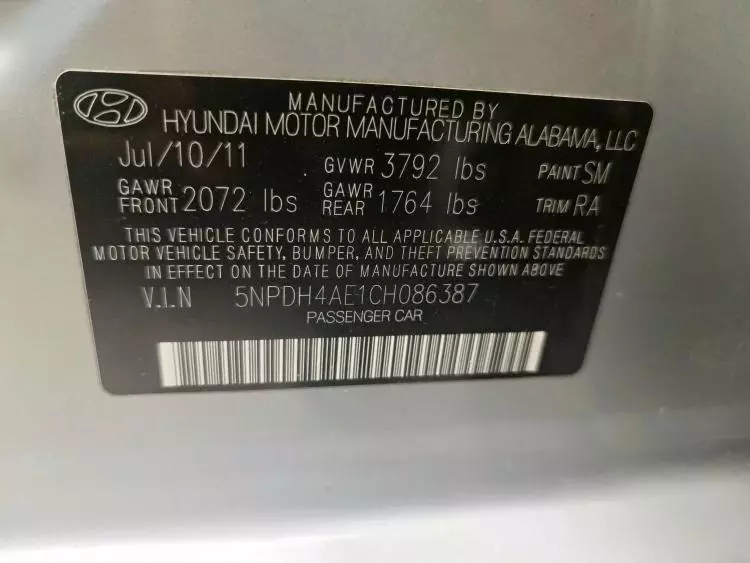 MANUFACTURED BY
HYUNDAI MOTOR MANUFACTURING ALABAMA, LLC
Jul/10/11 GVWR 3792 lbs PAINT SM
GAWR FRONT 2072 lbs GAWR REAR 1764 lbs TRIM RA
THIS VEHICLE CONFORMS TO ALL APPLICABLE U.S.A. FEDERAL
MOTOR VEHICLE SAFETY, BUMPER, AND THEFT PREVENTION STANDARDS
IN EFFECT ON THE DATE OF MANUFACTURE SHOWN ABOVE
V.I.N 5NPDH4AE1CH086387
PASSENGER CAR